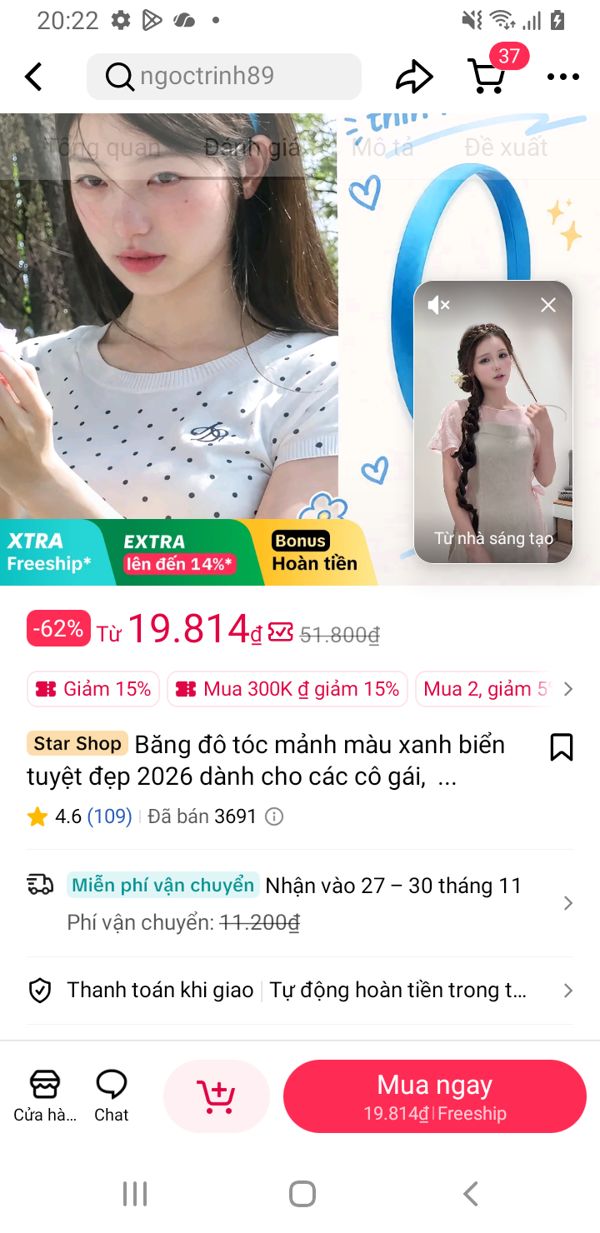 20:22
37
ngoctrinh89
Tổng quan Đánh giá Mô tả Đề xuất
Từ nhà sáng tạo
XTRA
Freeship*
EXTRA
lên đến 14%*
Bonus
Hoàn tiền
-62% Từ 19.814₫ 51.800₫
Giảm 15% Mua 300K ₫ giảm 15% Mua 2, giảm 5
Star Shop Băng đô tóc mảnh màu xanh biển
tuyệt đẹp 2026 dành cho các cô gái, ...
4.6 (109) Đã bán 3691
Miễn phí vận chuyển Nhận vào 27 – 30 tháng 11
Phí vận chuyển: 11.200₫
Thanh toán khi giao Tự động hoàn tiền trong t...
Cửa hà... Chat
Mua ngay
19.814₫ Freeship